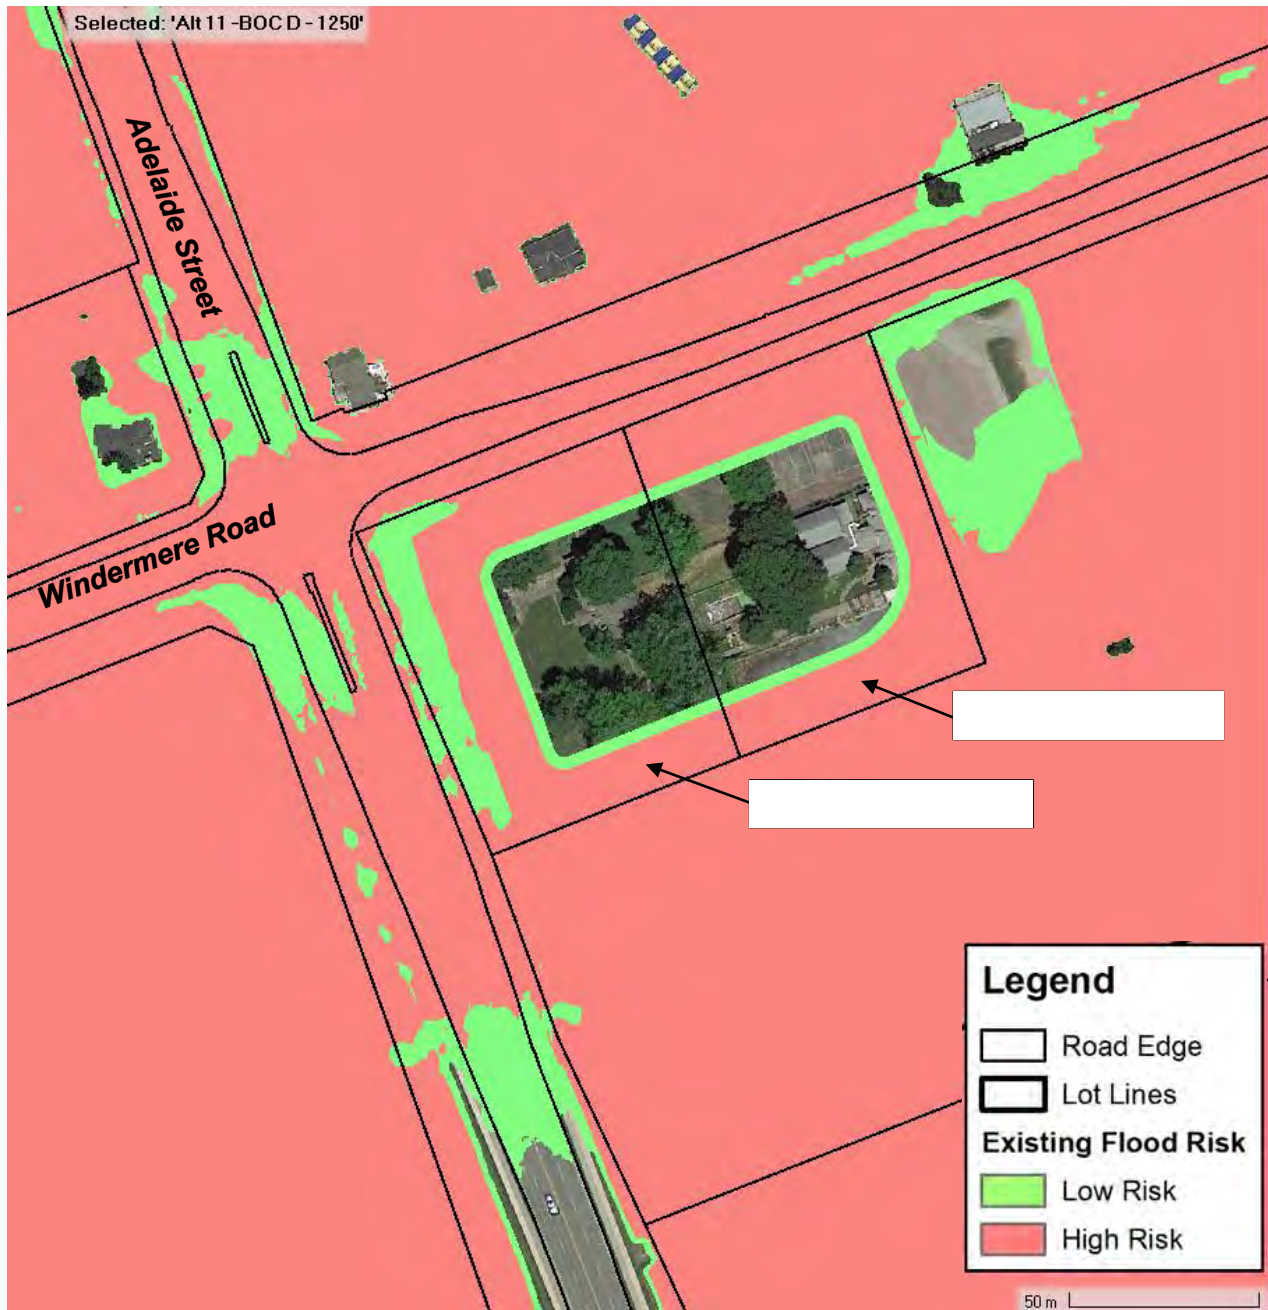 Selected: 'Alt 11 -BOC D - 1250'
Adelaide Street
Windermere Road
Legend
Road Edge
Lot Lines
Existing Flood Risk
Low Risk
High Risk
50 m